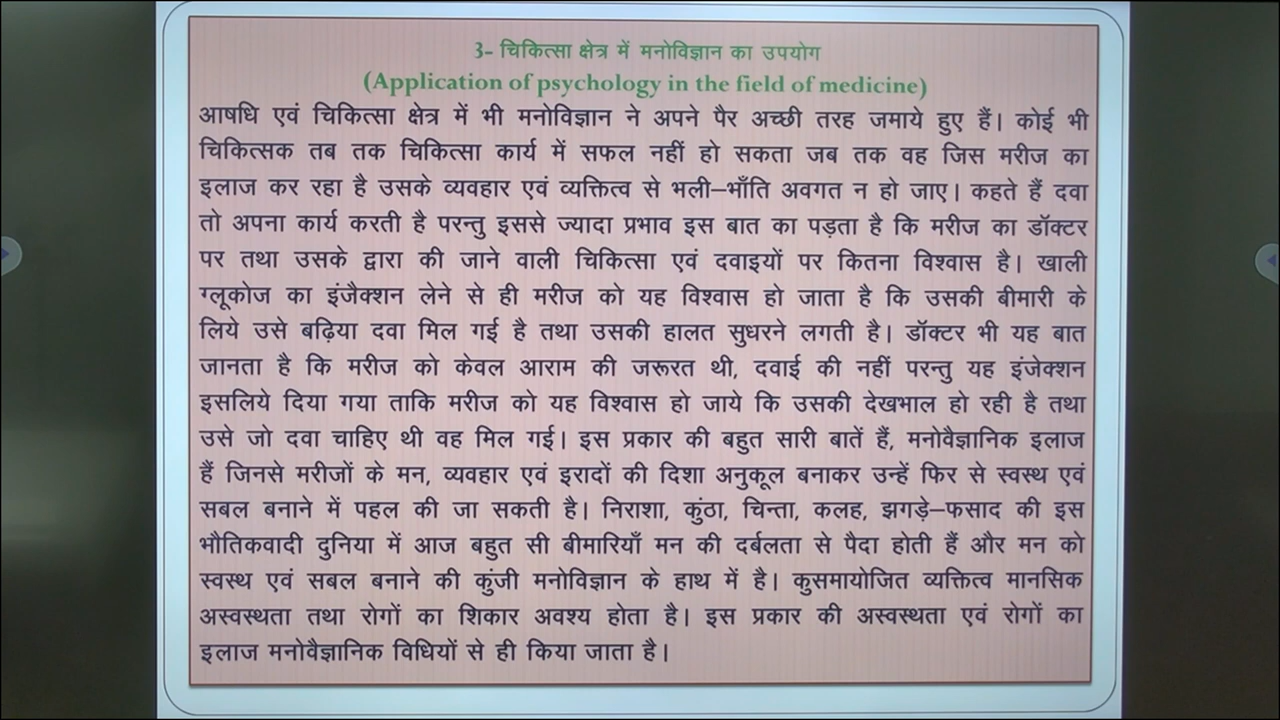 3- चिकित्सा क्षेत्र में मनोविज्ञान का उपयोग
(Application of psychology in the field of medicine)
आषधि एवं चिकित्सा क्षेत्र में भी मनोविज्ञान ने अपने पैर अच्छी तरह जमाये हुए हैं। कोई भी
चिकित्सक तब तक चिकित्सा कार्य में सफल नहीं हो सकता जब तक वह जिस मरीज का
इलाज कर रहा है उसके व्यवहार एवं व्यक्तित्व से भली–भाँति अवगत न हो जाए। कहते हैं दवा
तो अपना कार्य करती है परन्तु इससे ज्यादा प्रभाव इस बात का पड़ता है कि मरीज का डॉक्टर
पर तथा उसके द्वारा की जाने वाली चिकित्सा एवं दवाइयों पर कितना विश्वास है। खाली
ग्लूकोज का इंजैक्शन लेने से ही मरीज को यह विश्वास हो जाता है कि उसकी बीमारी के
लिये उसे बढ़िया दवा मिल गई है तथा उसकी हालत सुधरने लगती है। डॉक्टर भी यह बात
जानता है कि मरीज को केवल आराम की जरूरत थी, दवाई की नहीं परन्तु यह इंजेक्शन
इसलिये दिया गया ताकि मरीज को यह विश्वास हो जाये कि उसकी देखभाल हो रही है तथा
उसे जो दवा चाहिए थी वह मिल गई। इस प्रकार की बहुत सारी बातें हैं, मनोवैज्ञानिक इलाज
हैं जिनसे मरीजों के मन, व्यवहार एवं इरादों की दिशा अनुकूल बनाकर उन्हें फिर से स्वस्थ एवं
सबल बनाने में पहल की जा सकती है। निराशा, कुंठा, चिन्ता, कलह, झगड़े–फसाद की इस
भौतिकवादी दुनिया में आज बहुत सी बीमारियाँ मन की दर्बलता से पैदा होती हैं और मन को
स्वस्थ एवं सबल बनाने की कुंजी मनोविज्ञान के हाथ में है। कुसमायोजित व्यक्तित्व मानसिक
अस्वस्थता तथा रोगों का शिकार अवश्य होता है। इस प्रकार की अस्वस्थता एवं रोगों का
इलाज मनोवैज्ञानिक विधियों से ही किया जाता है।